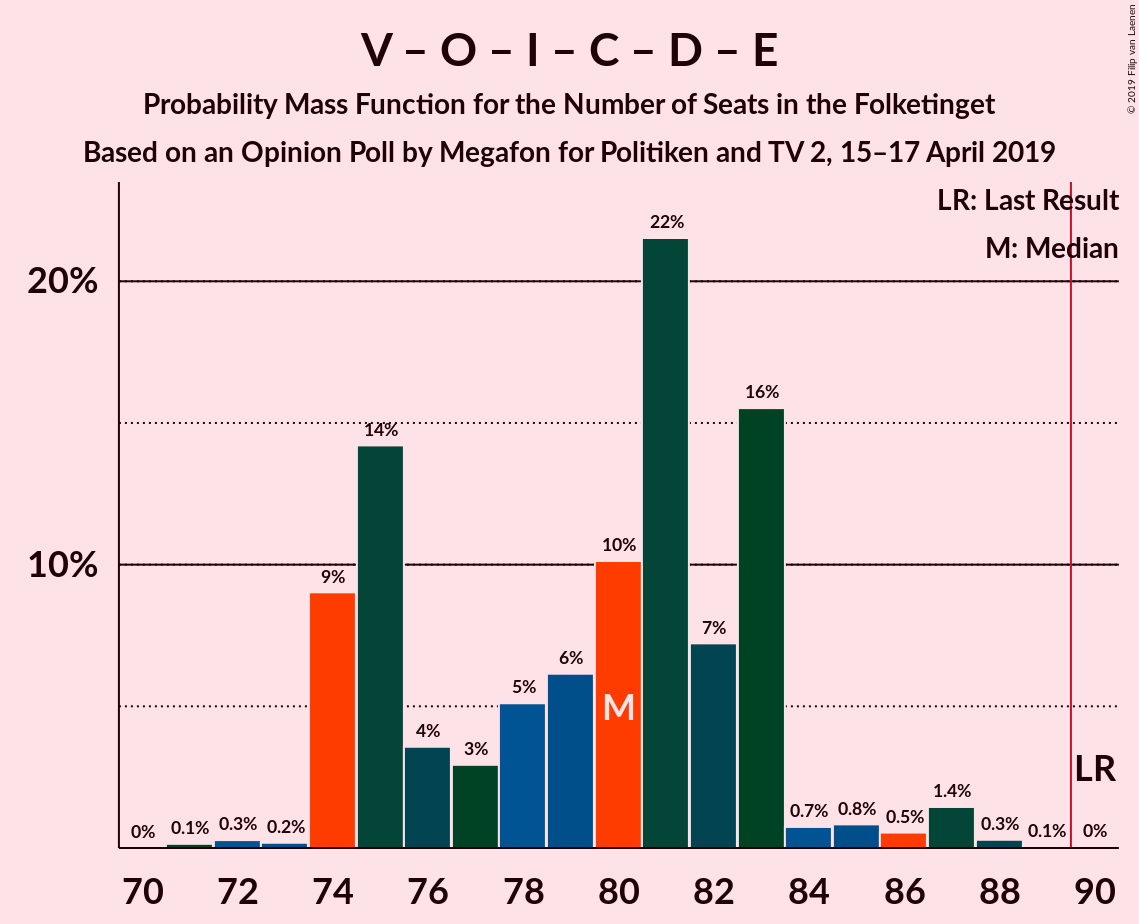 V – O – I – C – D – E
Probability Mass Function for the Number of Seats in the Folketinget
Based on an Opinion Poll by Megafon for Politiken and TV 2, 15–17 April 2019
© 2019 Filip van Laenen
LR: Last Result
M: Median
20%
10%
0%
0.1%
0.3%
0.2%
9%
14%
4%
3%
5%
6%
10%
22%
7%
16%
0.7%
0.8%
0.5%
1.4%
0.3%
0.1%
0%
M
LR
70 72 74 76 78 80 82 84 86 88 90